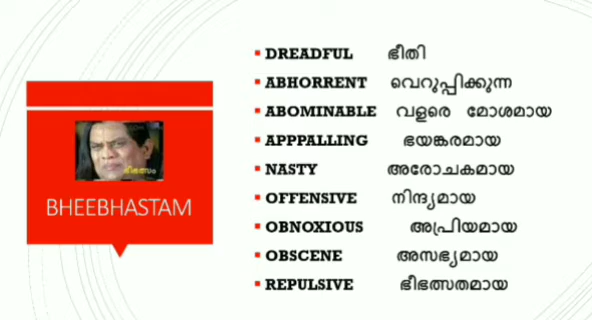 DREADFUL ഭീതി
ABHORRENT വെറുപ്പിക്കുന്ന
ABOMINABLE വളരെ മോശമായ
APPPALLING ഭയങ്കരമായ
NASTY അരോചകമായ
OFFENSIVE നിന്ദ്യമായ
OBNOXIOUS അപ്രിയമായ
OBSCENE അസഭ്യമായ
REPULSIVE ഭീഭത്സതമായ
ഭീഭത്സം
BHEEBHASTAM